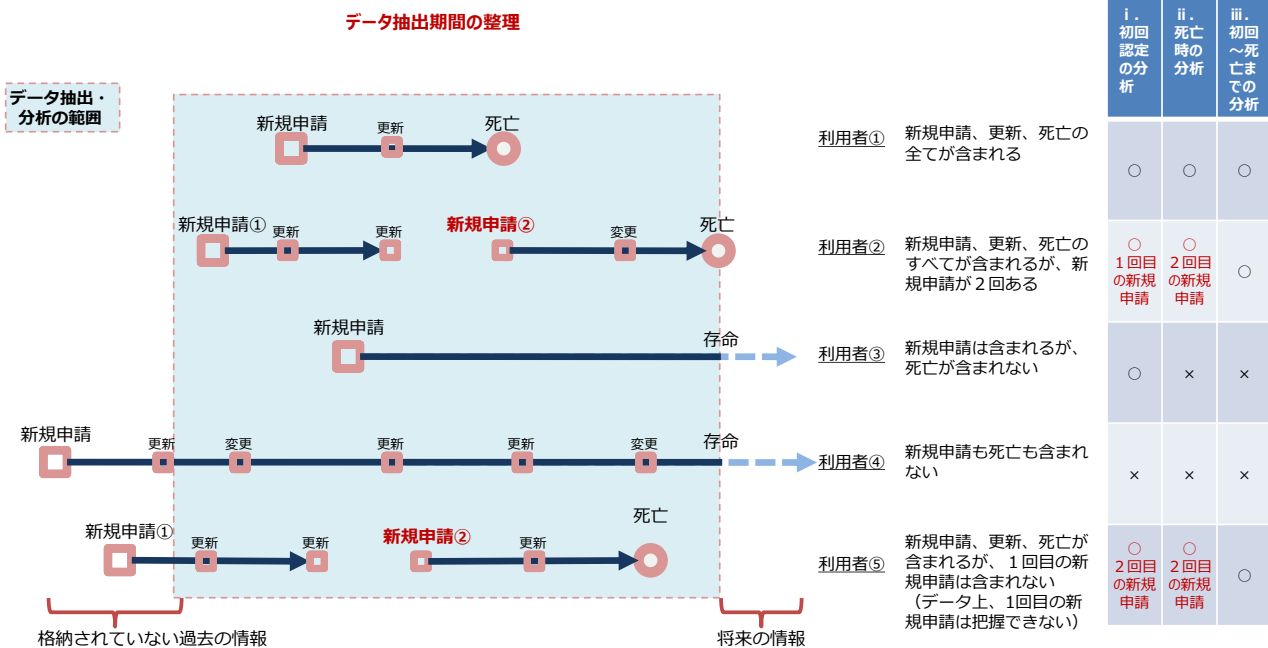 データ抽出期間の整理
データ抽出・
分析の範囲
ⅰ.
初回
認定
の分
析
ⅱ.
死亡
時の
分析
ⅲ.
初回
～死
亡ま
での
分析
新規申請
更新
死亡
利用者①
新規申請、更新、死亡の
全てが含まれる
○
○
○
新規申請①
更新
更新
新規申請②
変更
死亡
利用者②
新規申請、更新、死亡の
すべてが含まれるが、新
規申請が２回ある
○
１回目
の新規
申請
○
２回目
の新規
申請
○
新規申請
存命
利用者③
新規申請は含まれるが、
死亡が含まれない
○
×
×
新規申請
更新
変更
更新
更新
変更
存命
利用者④
新規申請も死亡も含まれ
ない
×
×
×
新規申請①
更新
更新
新規申請②
更新
死亡
利用者⑤
新規申請、更新、死亡が
含まれるが、１回目の新
規申請は含まれない
（データ上、1回目の新
規申請は把握できない）
○
２回目
の新規
申請
○
２回目
の新規
申請
○
格納されていない過去の情報
将来の情報